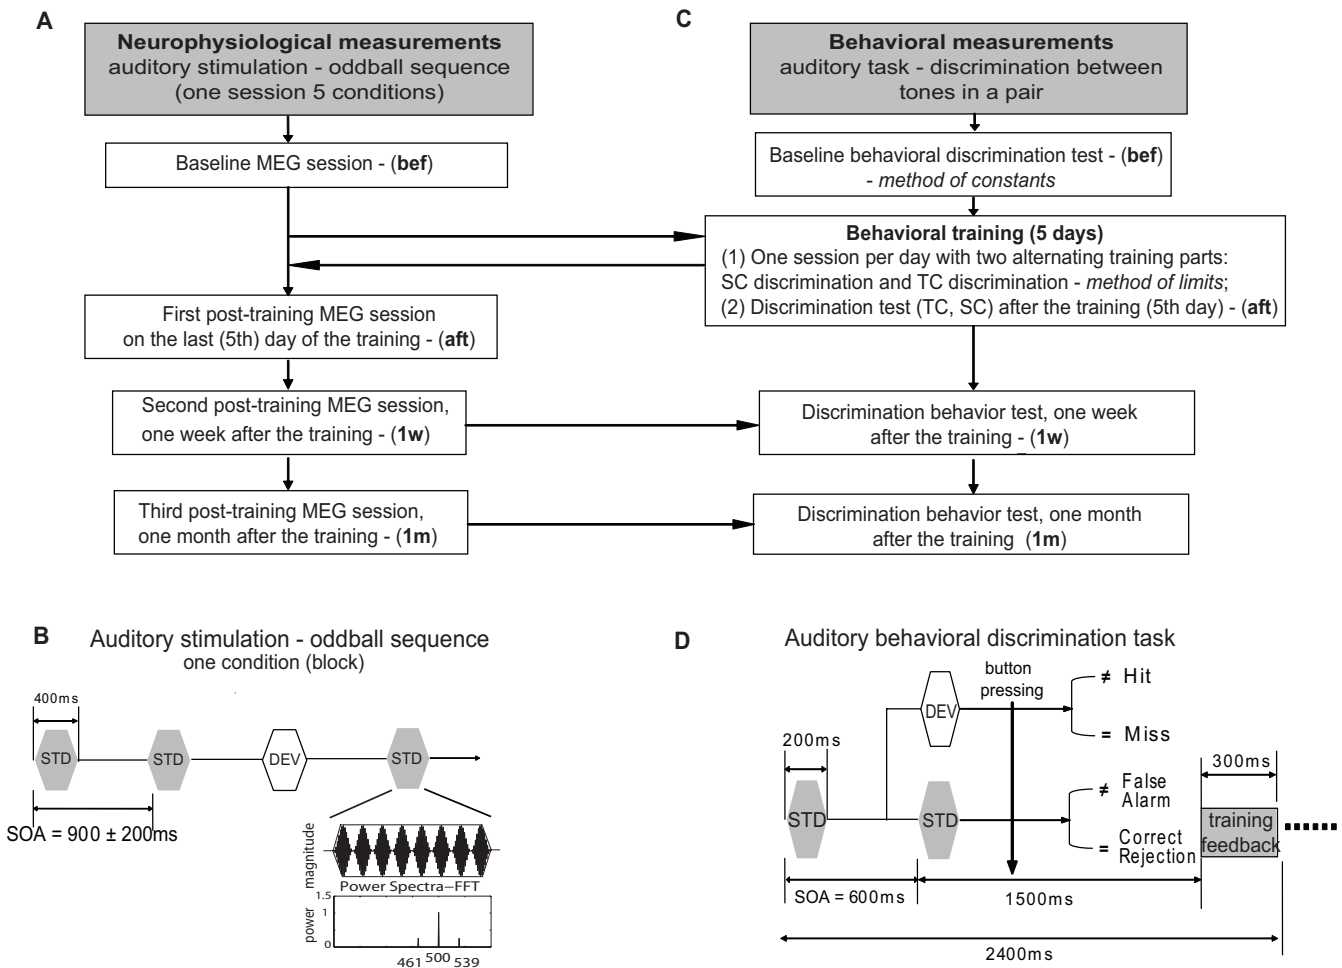 A
Neurophysiological measurements
auditory stimulation - oddball sequence
(one session 5 conditions)
Baseline MEG session - (bef)
First post-training MEG session
on the last (5th) day of the training - (aft)
Second post-training MEG session,
one week after the training - (1w)
Third post-training MEG session,
one month after the training - (1m)
C
Behavioral measurements
auditory task - discrimination between
tones in a pair
Baseline behavioral discrimination test - (bef)
- method of constants
Behavioral training (5 days)
(1) One session per day with two alternating training parts:
SC discrimination and TC discrimination - method of limits;
(2) Discrimination test (TC, SC) after the training (5th day) - (aft)
Discrimination behavior test, one week
after the training - (1w)
Discrimination behavior test, one month
after the training (1m)
B
Auditory stimulation - oddball sequence
one condition (block)
400ms
STD
STD
DEV
STD
SOA = 900 ± 200ms
magnitude
Power Spectra-FFT
power
1.5
1
0
461
500
539
D
Auditory behavioral discrimination task
button
pressing
DEV
≠ Hit
= Miss
200ms
STD
STD
≠ False
Alarm
= Correct
Rejection
300ms
training
feedback
SOA = 600ms
1500ms
2400ms